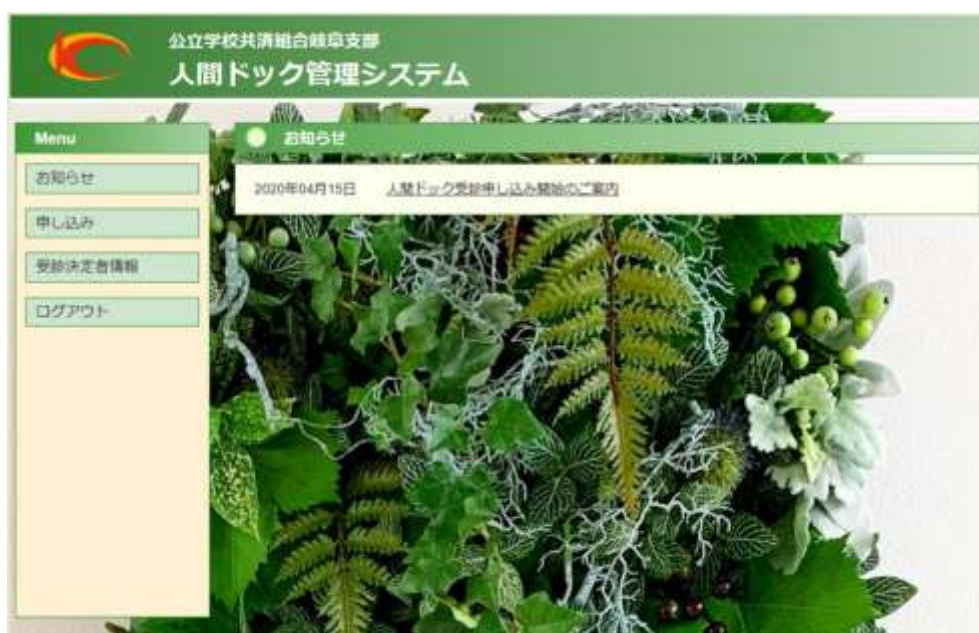 公立学校共済組合岐阜支部
人間ドック管理システム
Menu
お知らせ
申し込み
受診決定者情報
ログアウト
お知らせ
2020年04月15日 人間ドック受診申し込み開始のご案内